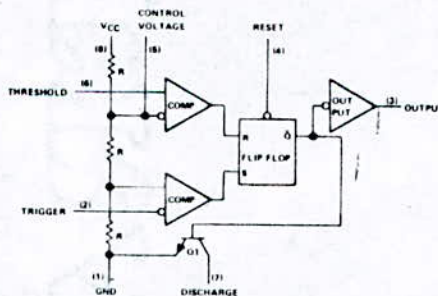 CONTROL
VOLTAGE
VCC
RESET
(8)
(5)
(4)
R
THRESHOLD
(6)
COMP
OUT
PUT
(3)
OUTPUT
R
Q̄
FLIP FLOP
S
R
COMP
TRIGGER
(2)
R
Q1
(1)
(7)
GND
DISCHARGE